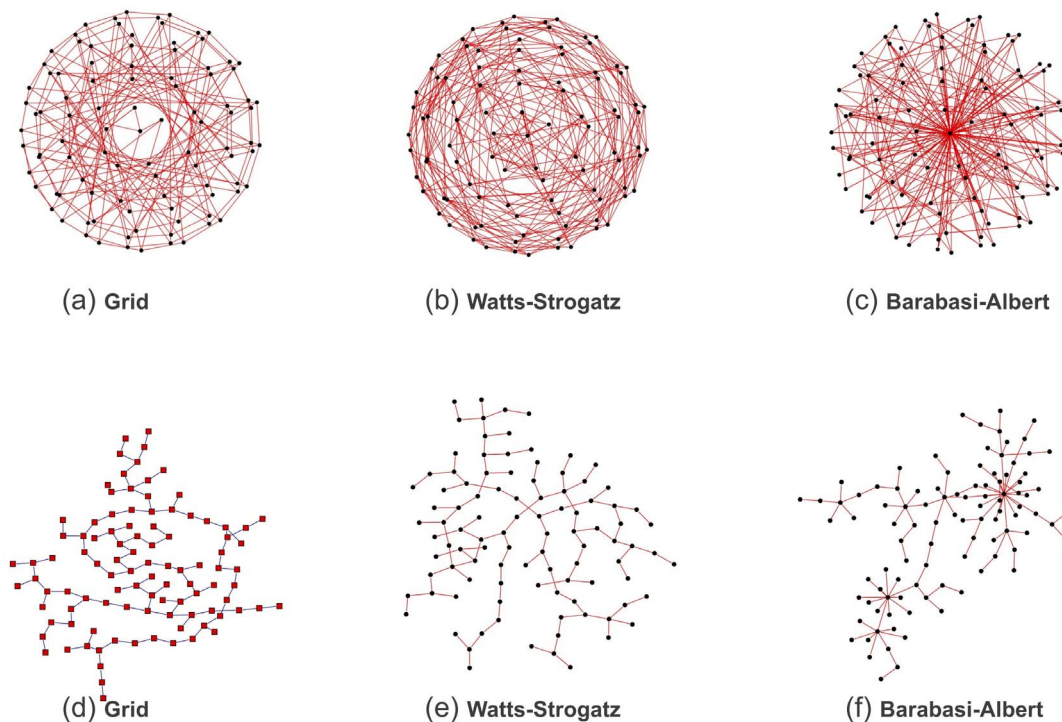 (a) Grid
(b) Watts-Strogatz
(c) Barabasi-Albert
(d) Grid
(e) Watts-Strogatz
(f) Barabasi-Albert